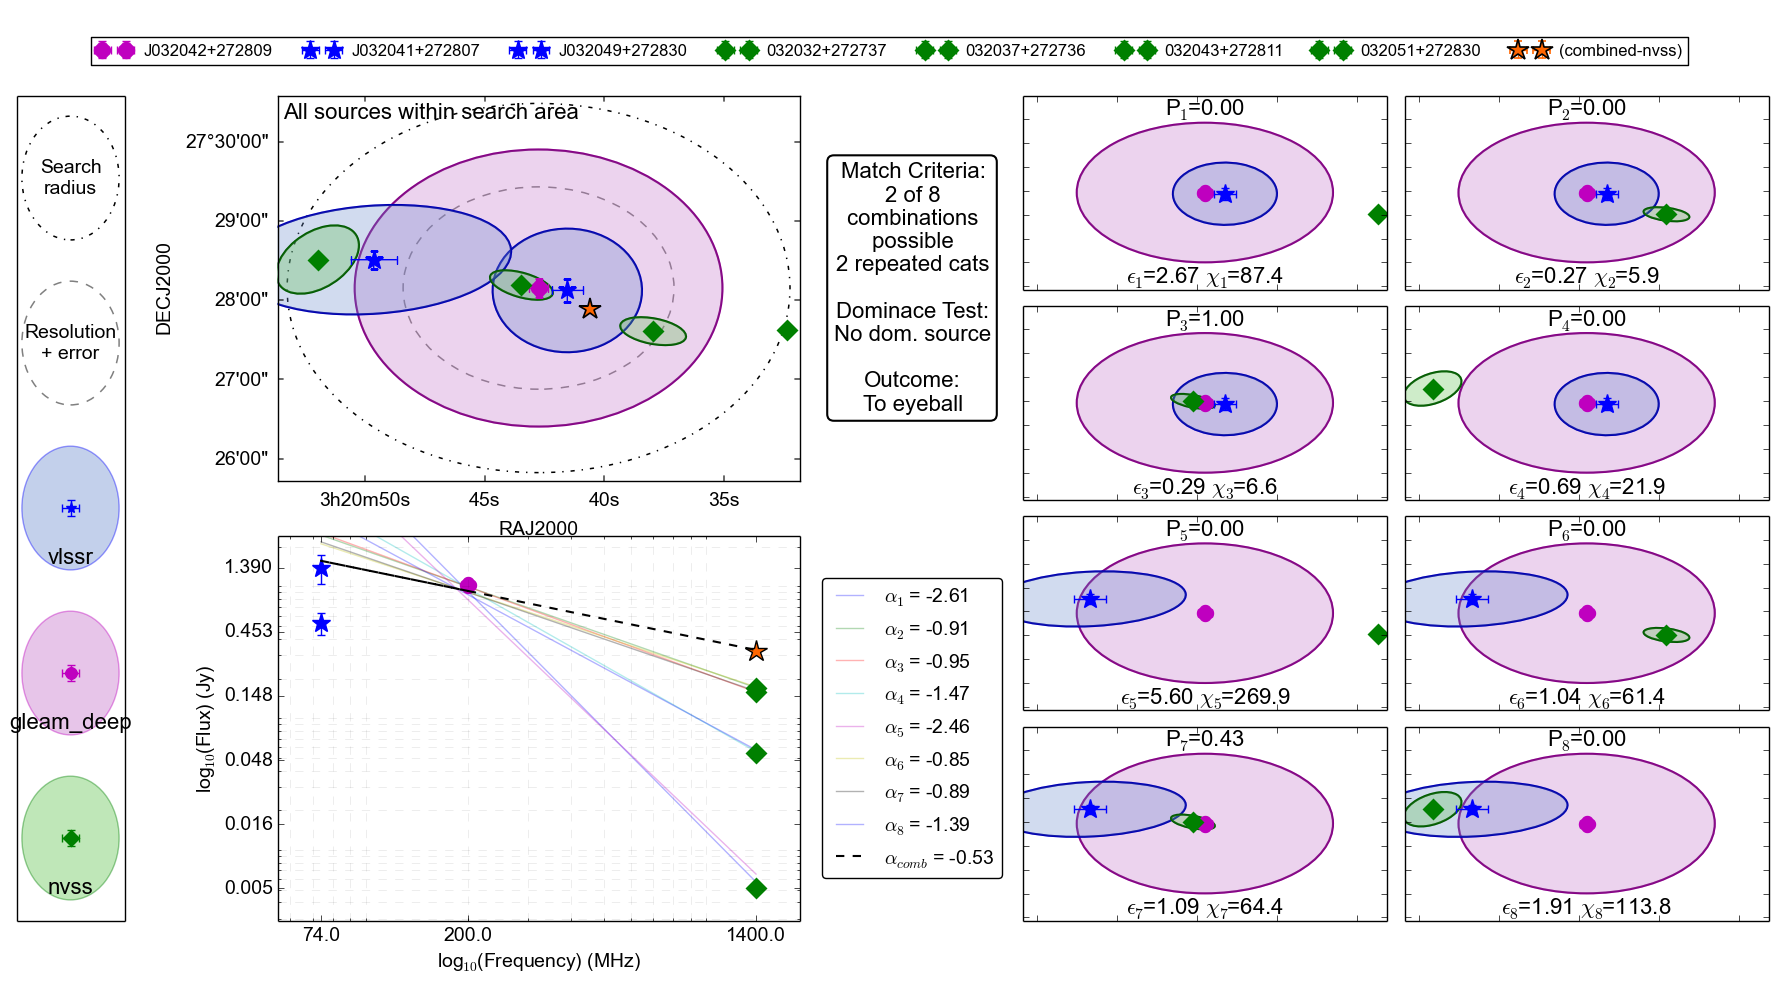 J032042+272809 J032041+272807 J032049+272830 032032+272737 032037+272736 032043+272811 032051+272830 (combined-nvss)
Search
radius
Resolution
+ error
vlssr
gleam_deep
nvss
All sources within search area
DECJ2000
27°30'00"
29'00"
28'00"
27'00"
26'00"
3h20m50s 45s 40s 35s
RAJ2000
Match Criteria:
2 of 8
combinations
possible
2 repeated cats
Dominace Test:
No dom. source
Outcome:
To eyeball
log₁₀(Flux) (Jy)
1.390
0.453
0.148
0.048
0.016
0.005
74.0 200.0 1400.0
log₁₀(Frequency) (MHz)
α₁ = -2.61
α₂ = -0.91
α₃ = -0.95
α₄ = -1.47
α₅ = -2.46
α₆ = -0.85
α₇ = -0.89
α₈ = -1.39
α_comb = -0.53
P₁=0.00
ϵ₁=2.67 χ₁=87.4
P₂=0.00
ϵ₂=0.27 χ₂=5.9
P₃=1.00
ϵ₃=0.29 χ₃=6.6
P₄=0.00
ϵ₄=0.69 χ₄=21.9
P₅=0.00
ϵ₅=5.60 χ₅=269.9
P₆=0.00
ϵ₆=1.04 χ₆=61.4
P₇=0.43
ϵ₇=1.09 χ₇=64.4
P₈=0.00
ϵ₈=1.91 χ₈=113.8